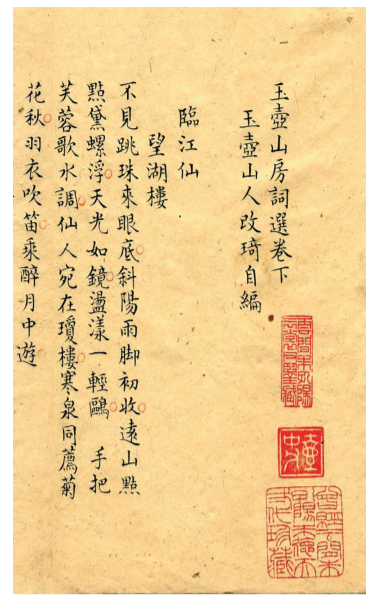 玉壺山房詞選卷下
玉壺山人改琦自編
臨江仙
望湖樓
不見跳珠來眼底斜陽雨脚初收遠山點
點黛螺浮天光如鏡盪漾一輕鷗　手把
芙蓉歌水調仙人宛在瓊樓寒泉同薦菊
花秋羽衣吹笛乘醉月中遊